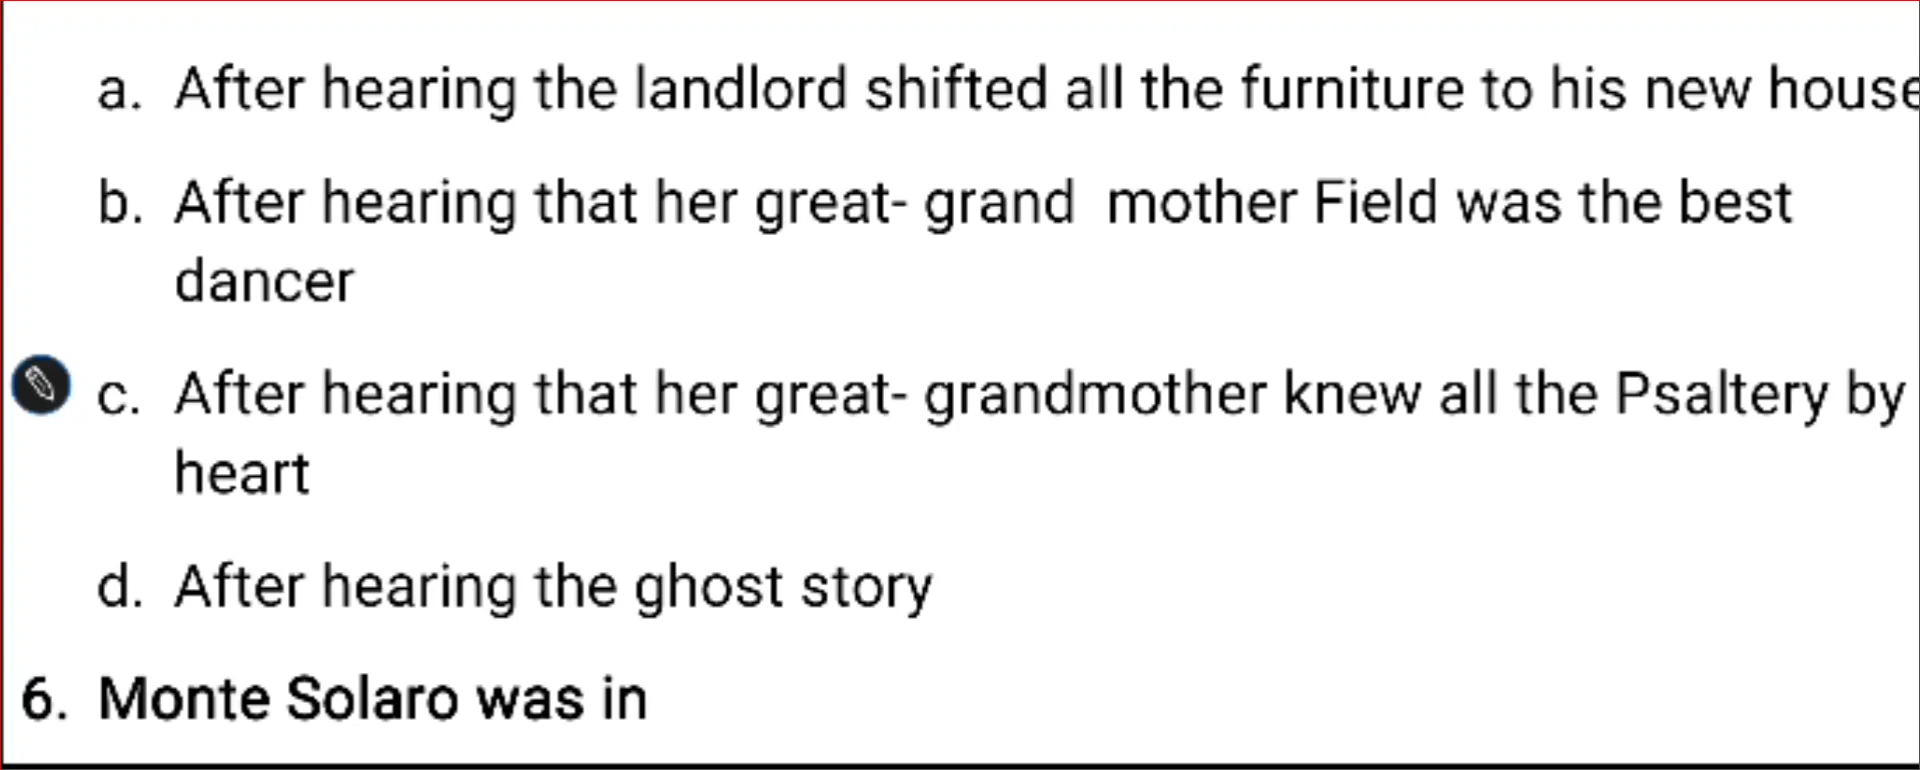 a. After hearing the landlord shifted all the furniture to his new house
b. After hearing that her great- grand  mother Field was the best
dancer
c. After hearing that her great- grandmother knew all the Psaltery by
heart
d. After hearing the ghost story
6. Monte Solaro was in